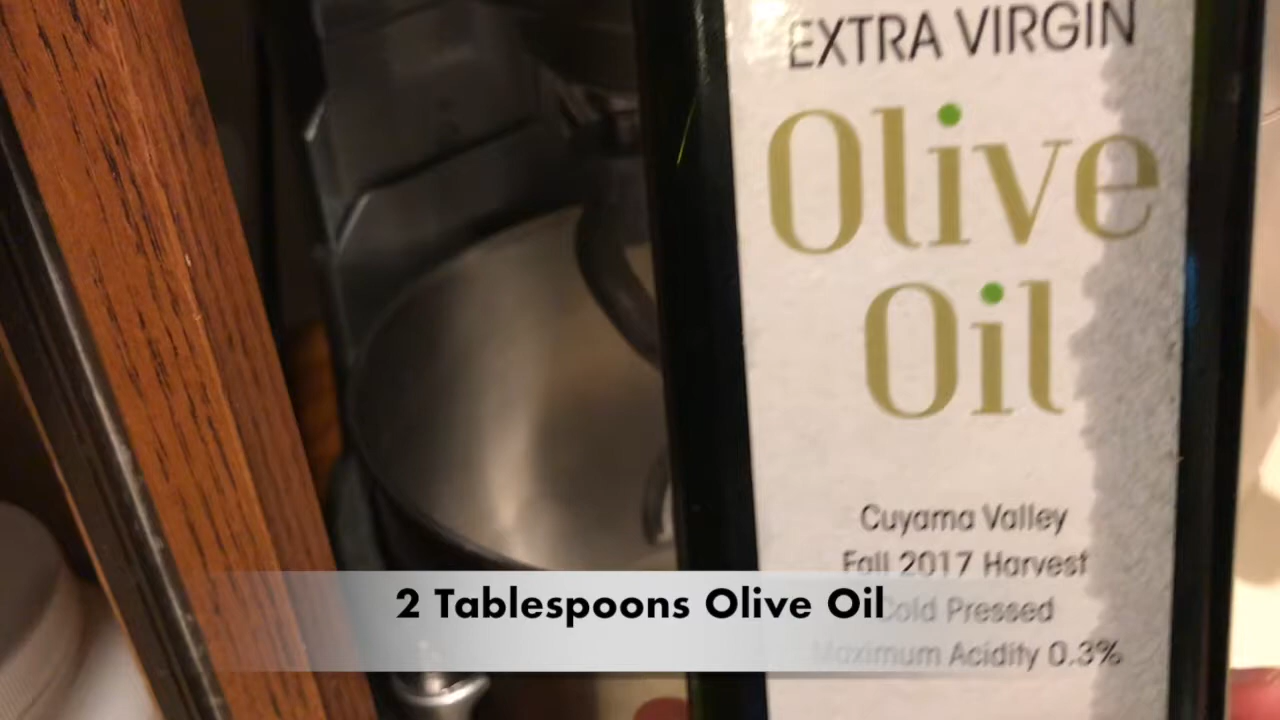 EXTRA VIRGIN
Olive
Oil
Cuyama Valley
Fall 2017 Harvest
Cold Pressed
Maximum Acidity 0.3%
2 Tablespoons Olive Oil